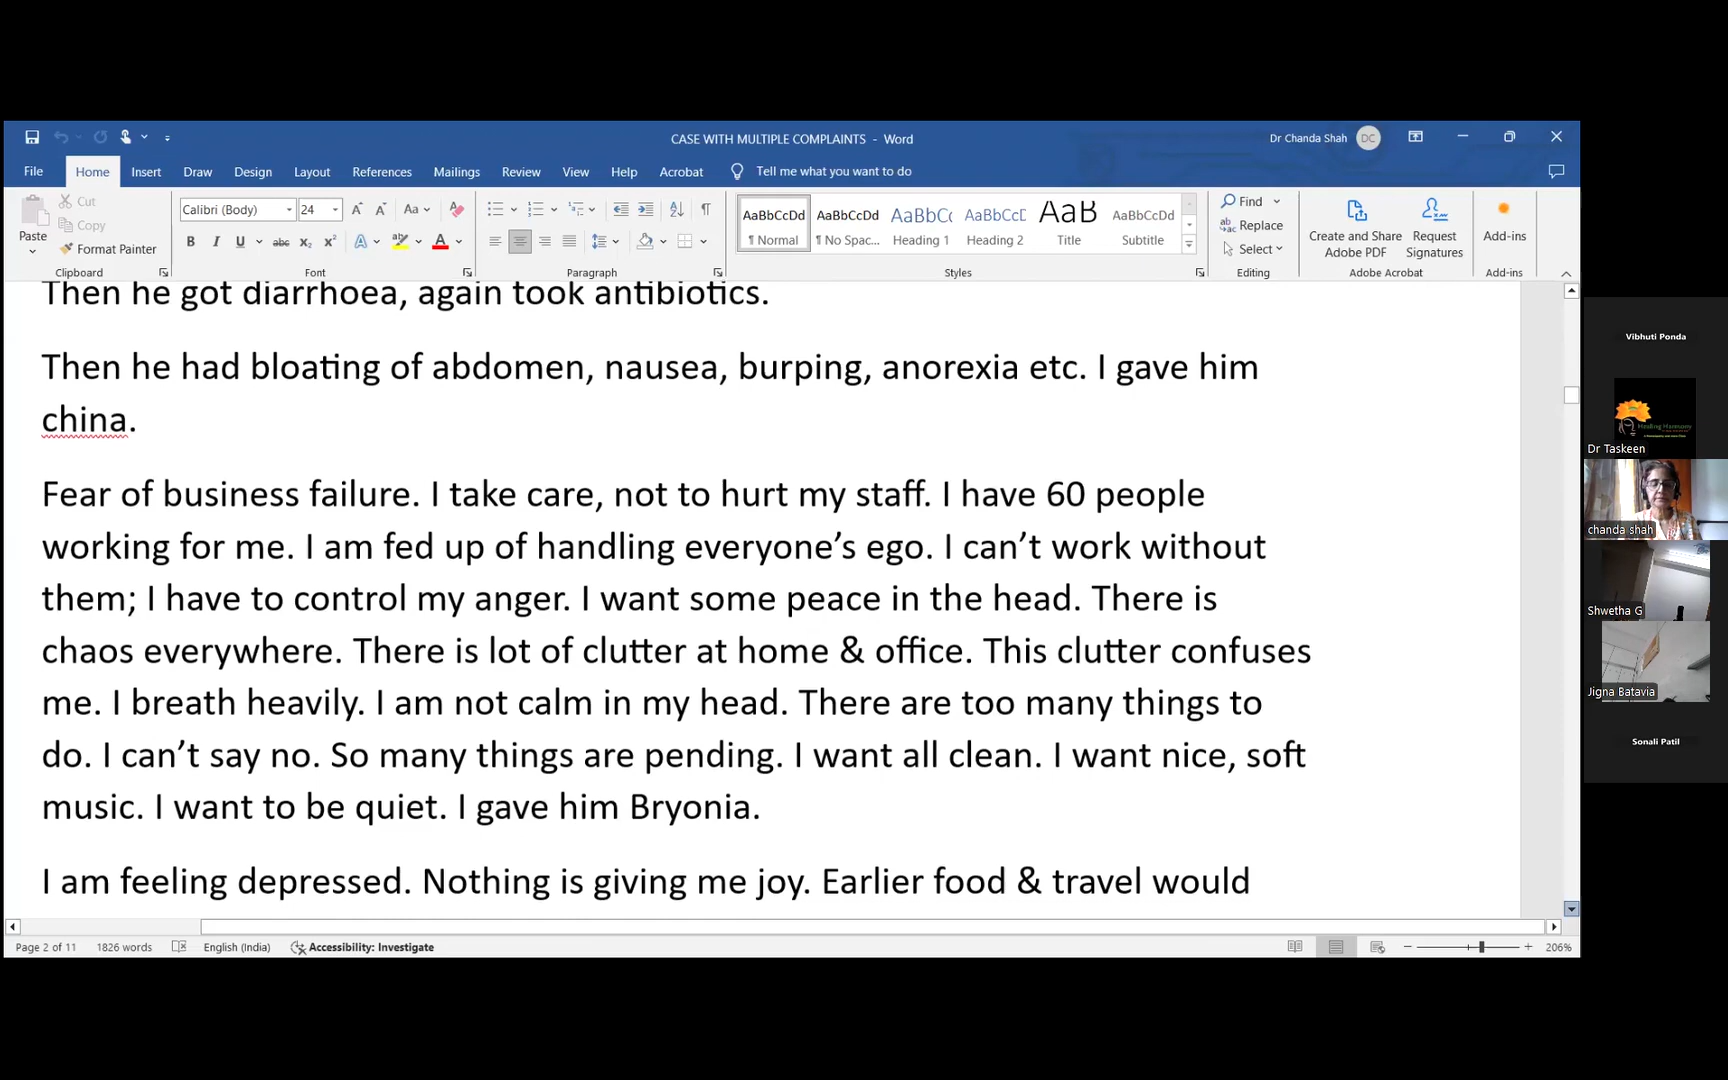 CASE WITH MULTIPLE COMPLAINTS - Word
Dr Chanda Shah
DC
File
Home
Insert
Draw
Design
Layout
References
Mailings
Review
View
Help
Acrobat
Tell me what you want to do
Paste
Cut
Copy
Format Painter
Clipboard
Calibri (Body)
24
Font
Paragraph
AaBbCcDd
¶ Normal
AaBbCcDd
¶ No Spac...
AaBbCc
Heading 1
AaBbCcD
Heading 2
AaB
Title
AaBbCcDd
Subtitle
Styles
Find
Replace
Select
Editing
Create and Share
Adobe PDF
Request
Signatures
Adobe Acrobat
Add-ins
Add-ins
Then he got diarrhoea, again took antibiotics.
Then he had bloating of abdomen, nausea, burping, anorexia etc. I gave him
china.
Fear of business failure. I take care, not to hurt my staff. I have 60 people
working for me. I am fed up of handling everyone’s ego. I can’t work without
them; I have to control my anger. I want some peace in the head. There is
chaos everywhere. There is lot of clutter at home & office. This clutter confuses
me. I breath heavily. I am not calm in my head. There are too many things to
do. I can’t say no. So many things are pending. I want all clean. I want nice, soft
music. I want to be quiet. I gave him Bryonia.
I am feeling depressed. Nothing is giving me joy. Earlier food & travel would
Page 2 of 11
1826 words
English (India)
Accessibility: Investigate
206%
Vibhuti Ponda
Healing Harmony
Dr Taskeen
chanda shah
Shwetha G
Jigna Batavia
Sonali Patil